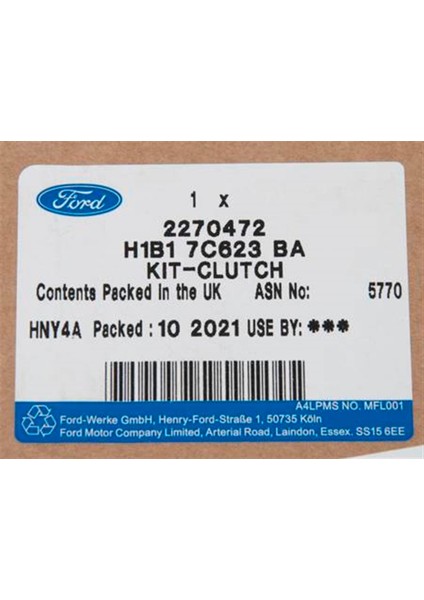 Ford
1 x
2270472
H1B1 7C623 BA
KIT-CLUTCH
Contents Packed in the UK ASN No: 5770
HNY4A Packed : 10 2021 USE BY: ***
A4LPMS NO. MFL001
Ford-Werke GmbH, Henry-Ford-Straße 1, 50735 Köln
Ford Motor Company Limited, Arterial Road, Laindon, Essex. SS15 6EE